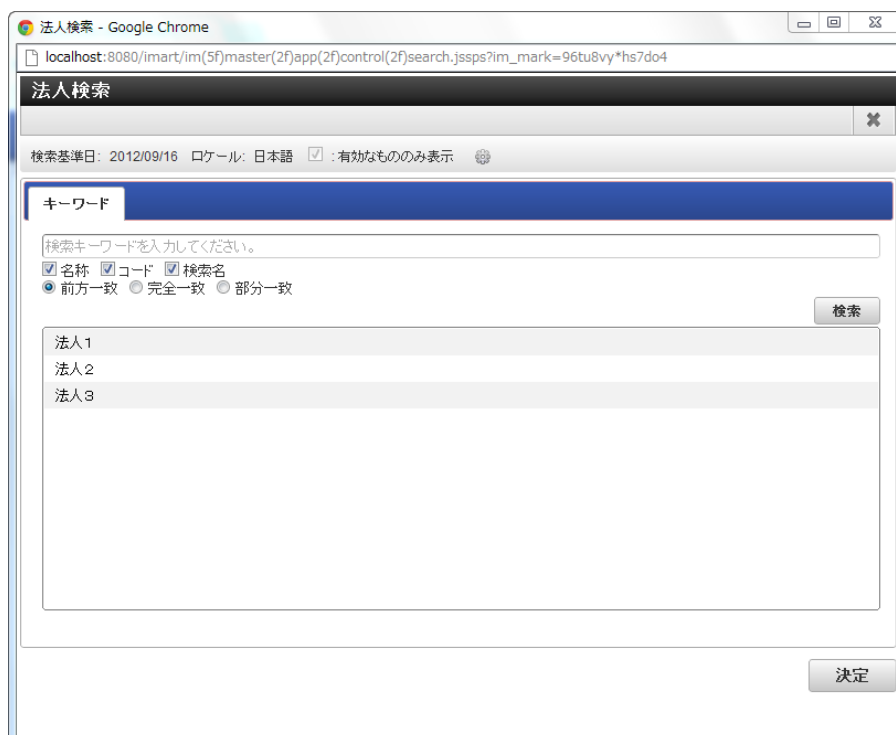 法人検索 - Google Chrome
localhost:8080/imart/im(5f)master(2f)app(2f)control(2f)search.jssps?im_mark=96tu8vy*hs7do4
法人検索
検索基準日: 2012/09/16 ロケール: 日本語 : 有効なもののみ表示
キーワード
検索キーワードを入力してください。
名称 コード 検索名
前方一致 完全一致 部分一致
検索
法人１
法人２
法人３
決定